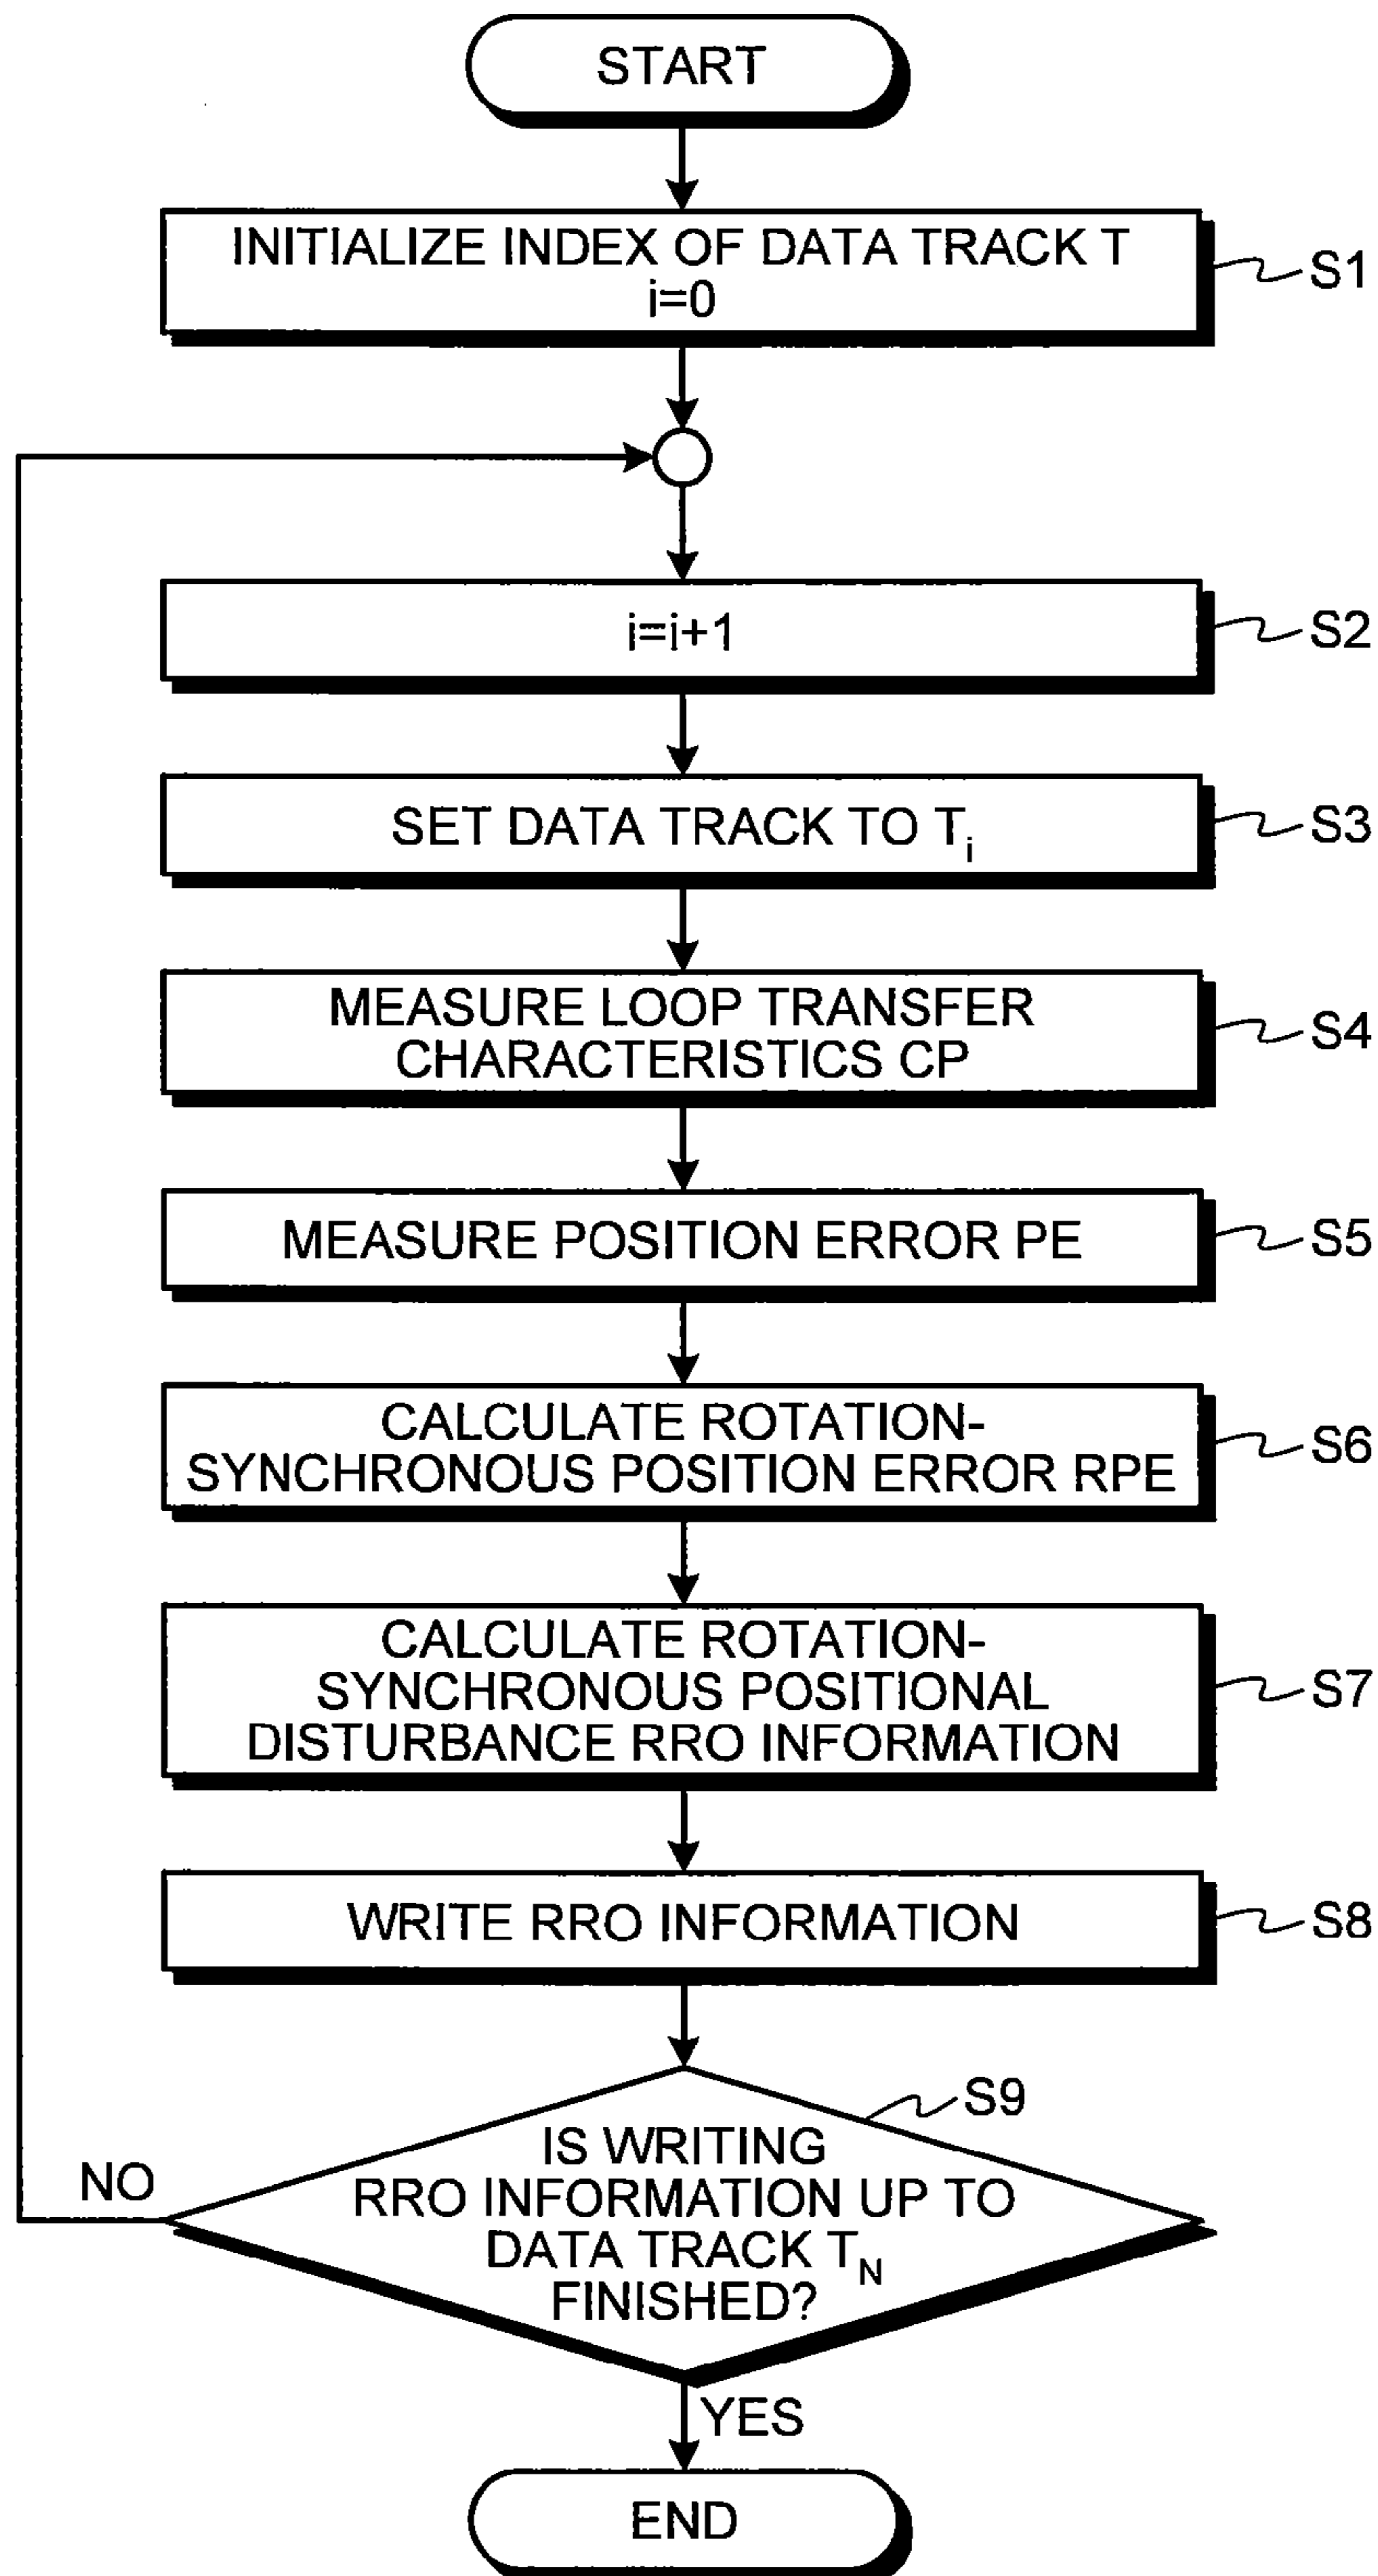 START
INITIALIZE INDEX OF DATA TRACK T
i=0
S1
i=i+1
S2
SET DATA TRACK TO Ti
S3
MEASURE LOOP TRANSFER
CHARACTERISTICS CP
S4
MEASURE POSITION ERROR PE
S5
CALCULATE ROTATION-
SYNCHRONOUS POSITION ERROR RPE
S6
CALCULATE ROTATION-
SYNCHRONOUS POSITIONAL
DISTURBANCE RRO INFORMATION
S7
WRITE RRO INFORMATION
S8
S9
IS WRITING
RRO INFORMATION UP TO
DATA TRACK TN
FINISHED?
NO
YES
END